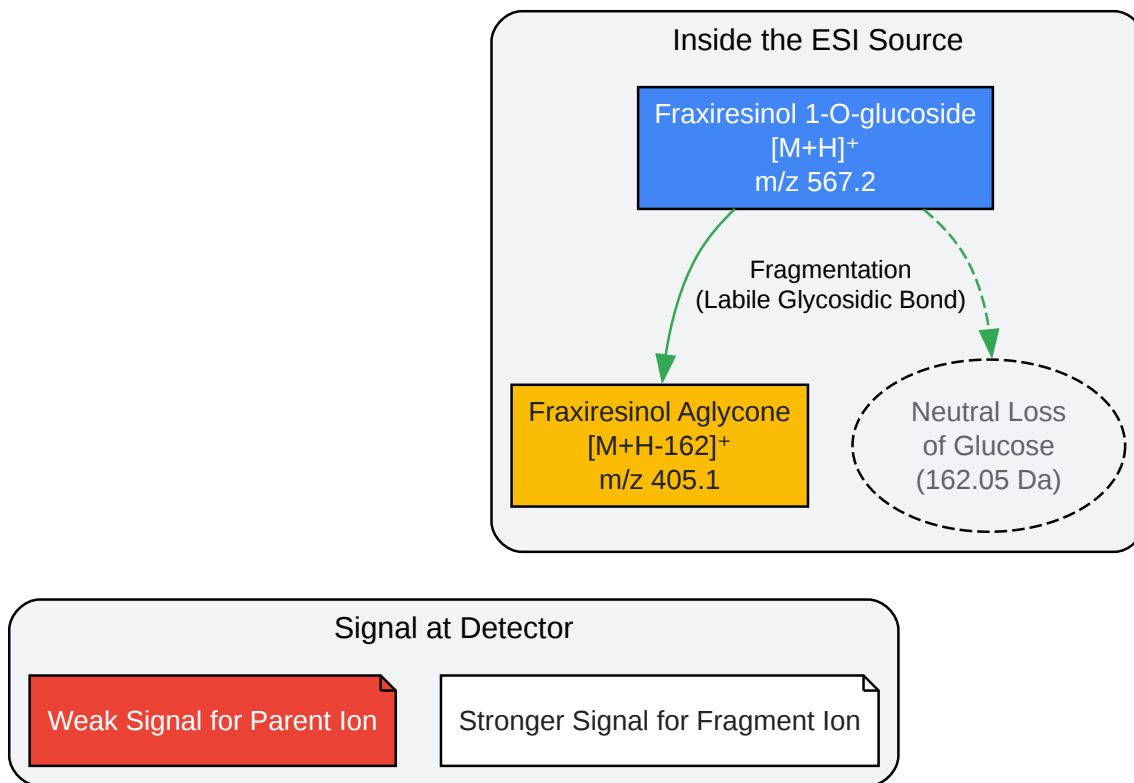 Inside the ESI Source
Fraxiresinol 1-O-glucoside
[M+H]⁺
m/z 567.2
Fragmentation
(Labile Glycosidic Bond)
Fraxiresinol Aglycone
[M+H-162]⁺
m/z 405.1
Neutral Loss
of Glucose
(162.05 Da)
Signal at Detector
Weak Signal for Parent Ion
Stronger Signal for Fragment Ion